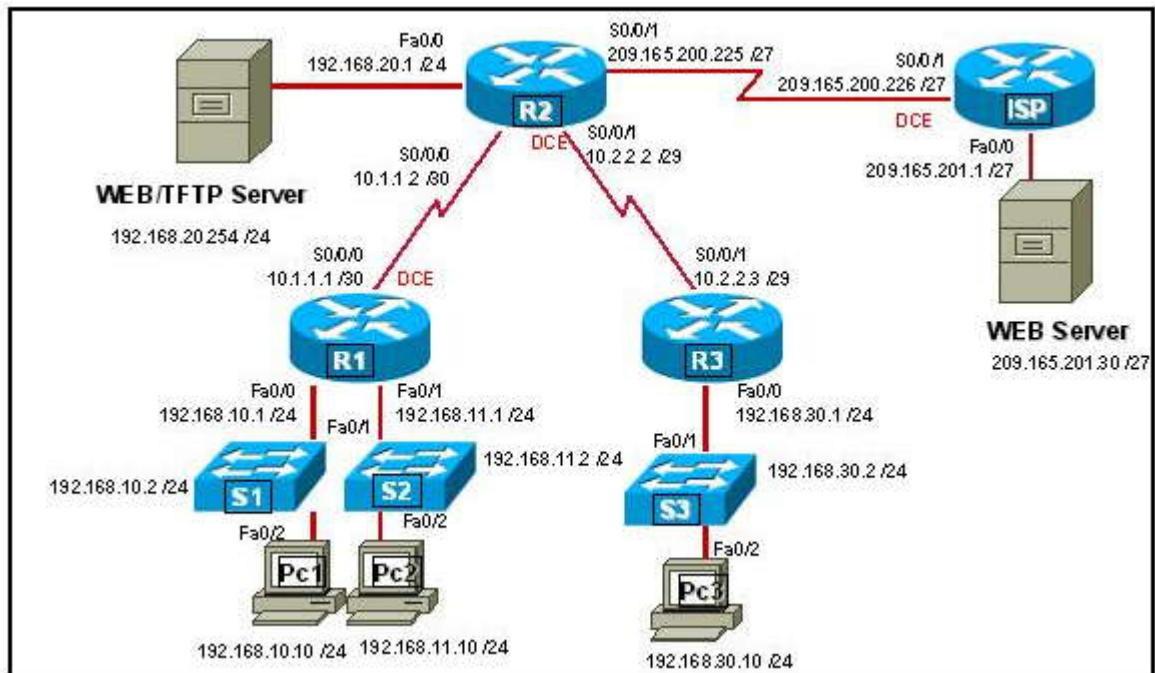 Fa0/0
192.168.20.1 /24
S0/0/1
209.165.200.225 /27
S0/0/1
209.165.200.226 /27
DCE
R2
ISP
DCE
S0/0/1
10.2.2.2 /29
Fa0/0
209.165.201.1 /27
S0/0/0
10.1.1.2 /30
WEB/TFTP Server
192.168.20.254 /24
S0/0/0
10.1.1.1 /30
DCE
S0/0/1
10.2.2.3 /29
WEB Server
209.165.201.30 /27
R1
R3
Fa0/0
192.168.10.1 /24
Fa0/1
192.168.11.1 /24
Fa0/0
192.168.30.1 /24
Fa0/1
Fa0/1
192.168.10.2 /24
S1
S2
192.168.11.2 /24
S3
192.168.30.2 /24
Fa0/2
Fa0/2
Fa0/2
Pc1
Pc2
Pc3
192.168.10.10 /24
192.168.11.10 /24
192.168.30.10 /24